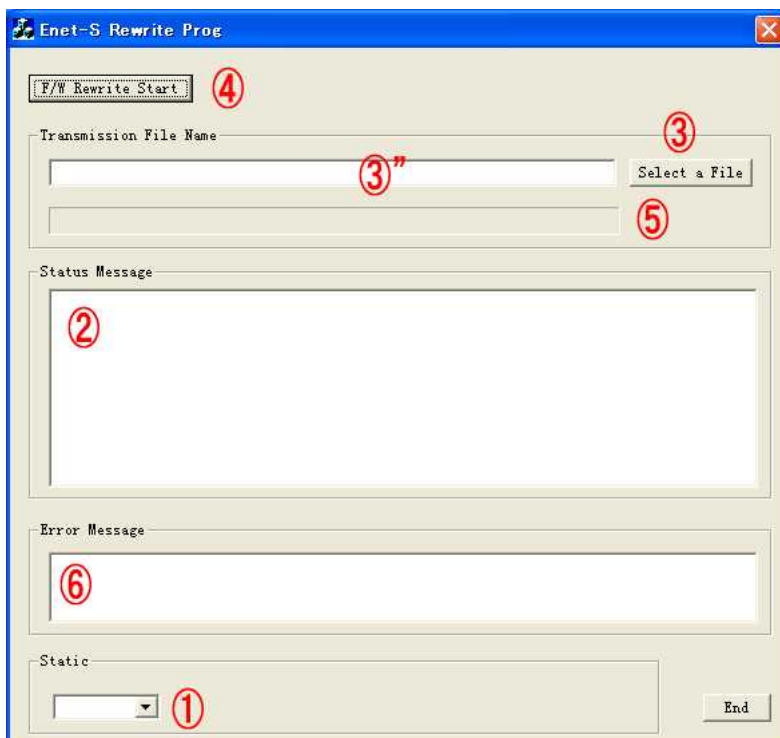 Enet-S Rewrite Prog
F/W Rewrite Start ④
Transmission File Name ③
③” Select a File
⑤
Status Message
②
Error Message
⑥
Static
① End